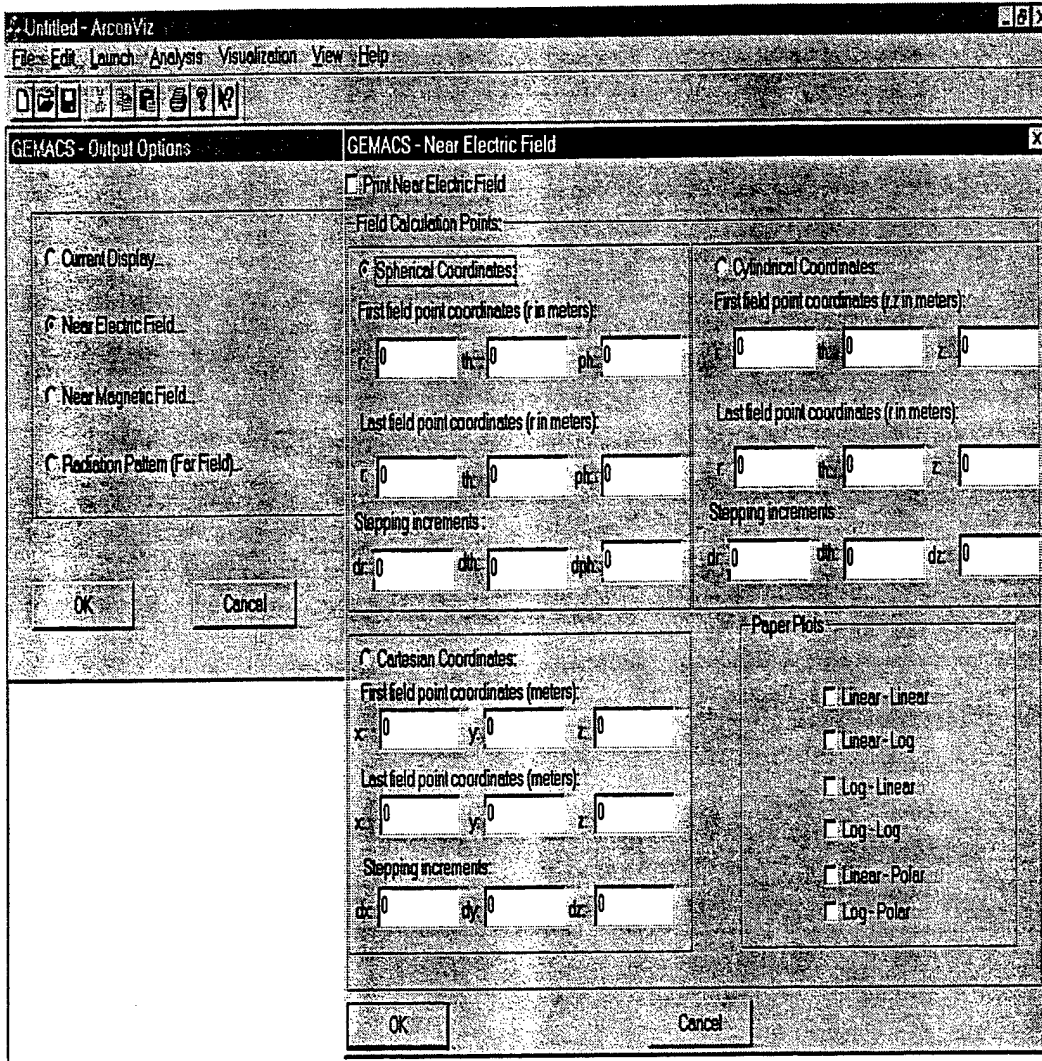 Untitled - ArconViz
File Edit Launch Analysis Visualization View Help
GEMACS - Output Options
Current Display...
Near Electric Field...
Near Magnetic Field...
Radiation Pattern (Far Field)...
OK
Cancel
GEMACS - Near Electric Field
Print Near Electric Field
Field Calculation Points:
Spherical Coordinates:
First field point coordinates (r in meters):
r: 0 th: 0 ph: 0
Last field point coordinates (r in meters):
r: 0 th: 0 ph: 0
Stepping increments :
dr: 0 dth: 0 dph: 0
Cylindrical Coordinates:
First field point coordinates (r,z in meters):
r: 0 th: 0 z: 0
Last field point coordinates (r in meters):
r: 0 th: 0 z: 0
Stepping increments :
dr: 0 dth: 0 dz: 0
Cartesian Coordinates:
First field point coordinates (meters):
x: 0 y: 0 z: 0
Last field point coordinates (meters):
x: 0 y: 0 z: 0
Stepping increments:
dx: 0 dy: 0 dz: 0
Paper Plots
Linear - Linear
Linear - Log
Log - Linear
Log - Log
Linear - Polar
Log - Polar
OK
Cancel